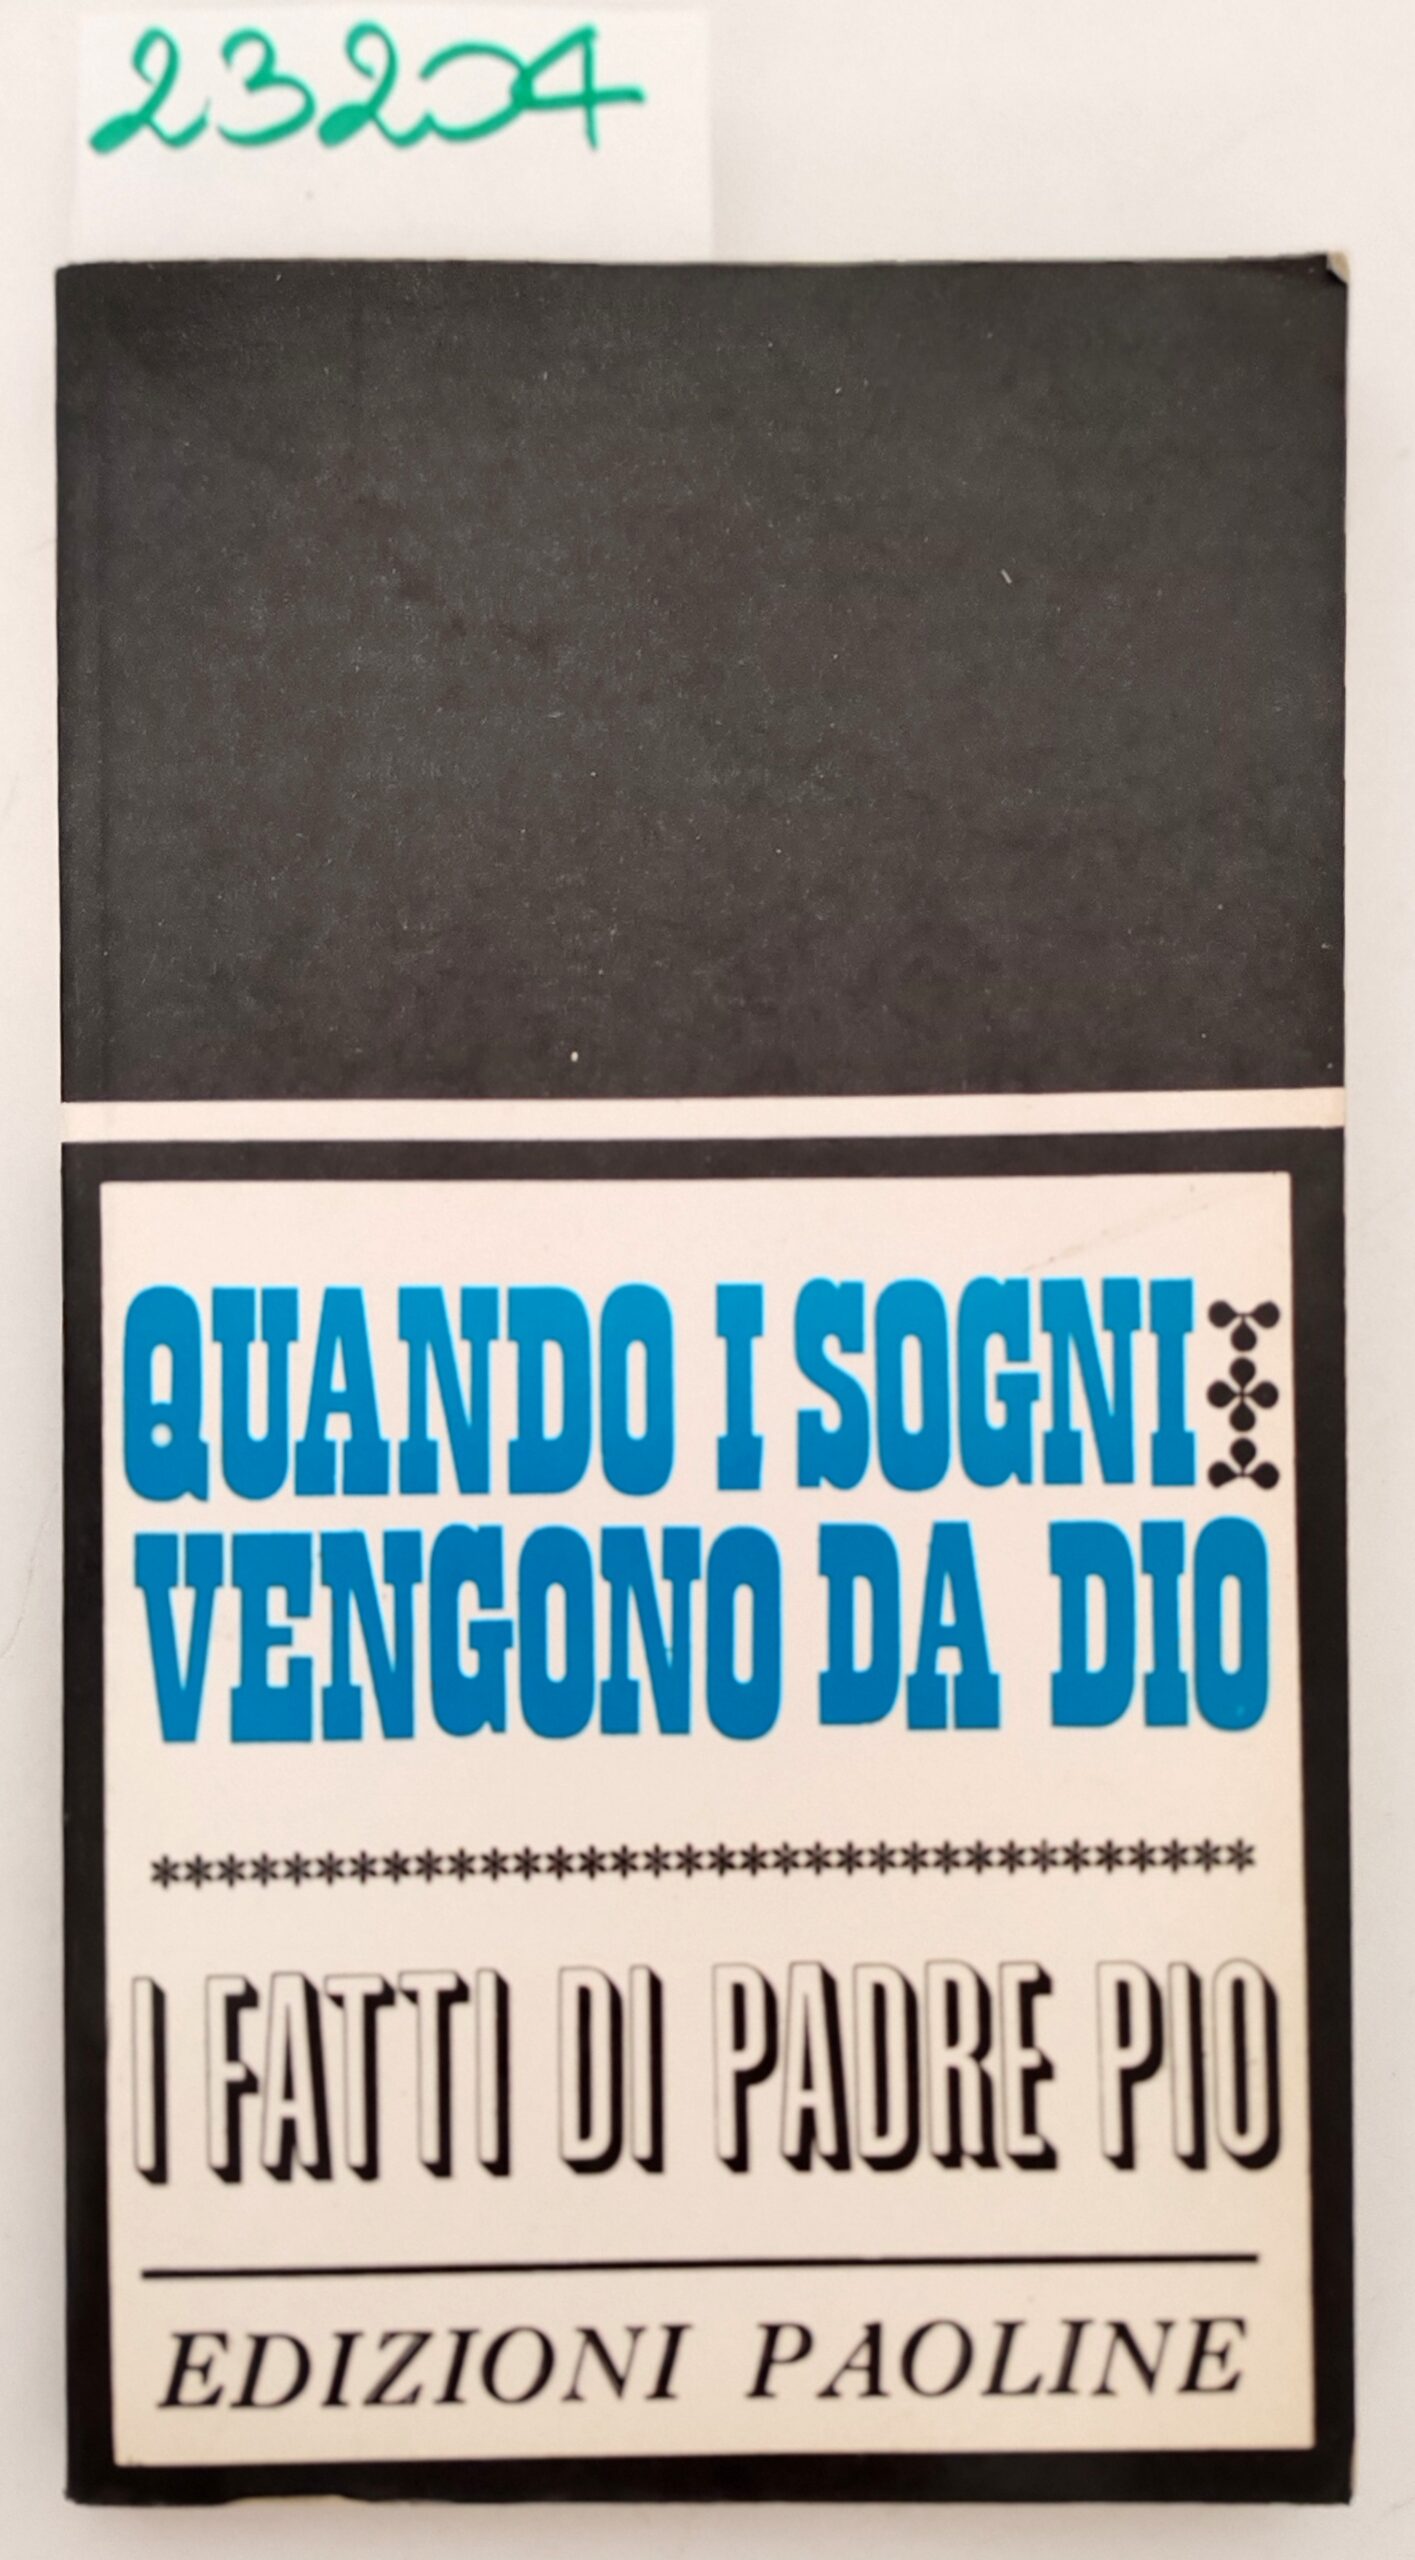 23204
QUANDO I SOGNI
VENGONO DA DIO
**********************************
I FATTI DI PADRE PIO
EDIZIONI PAOLINE